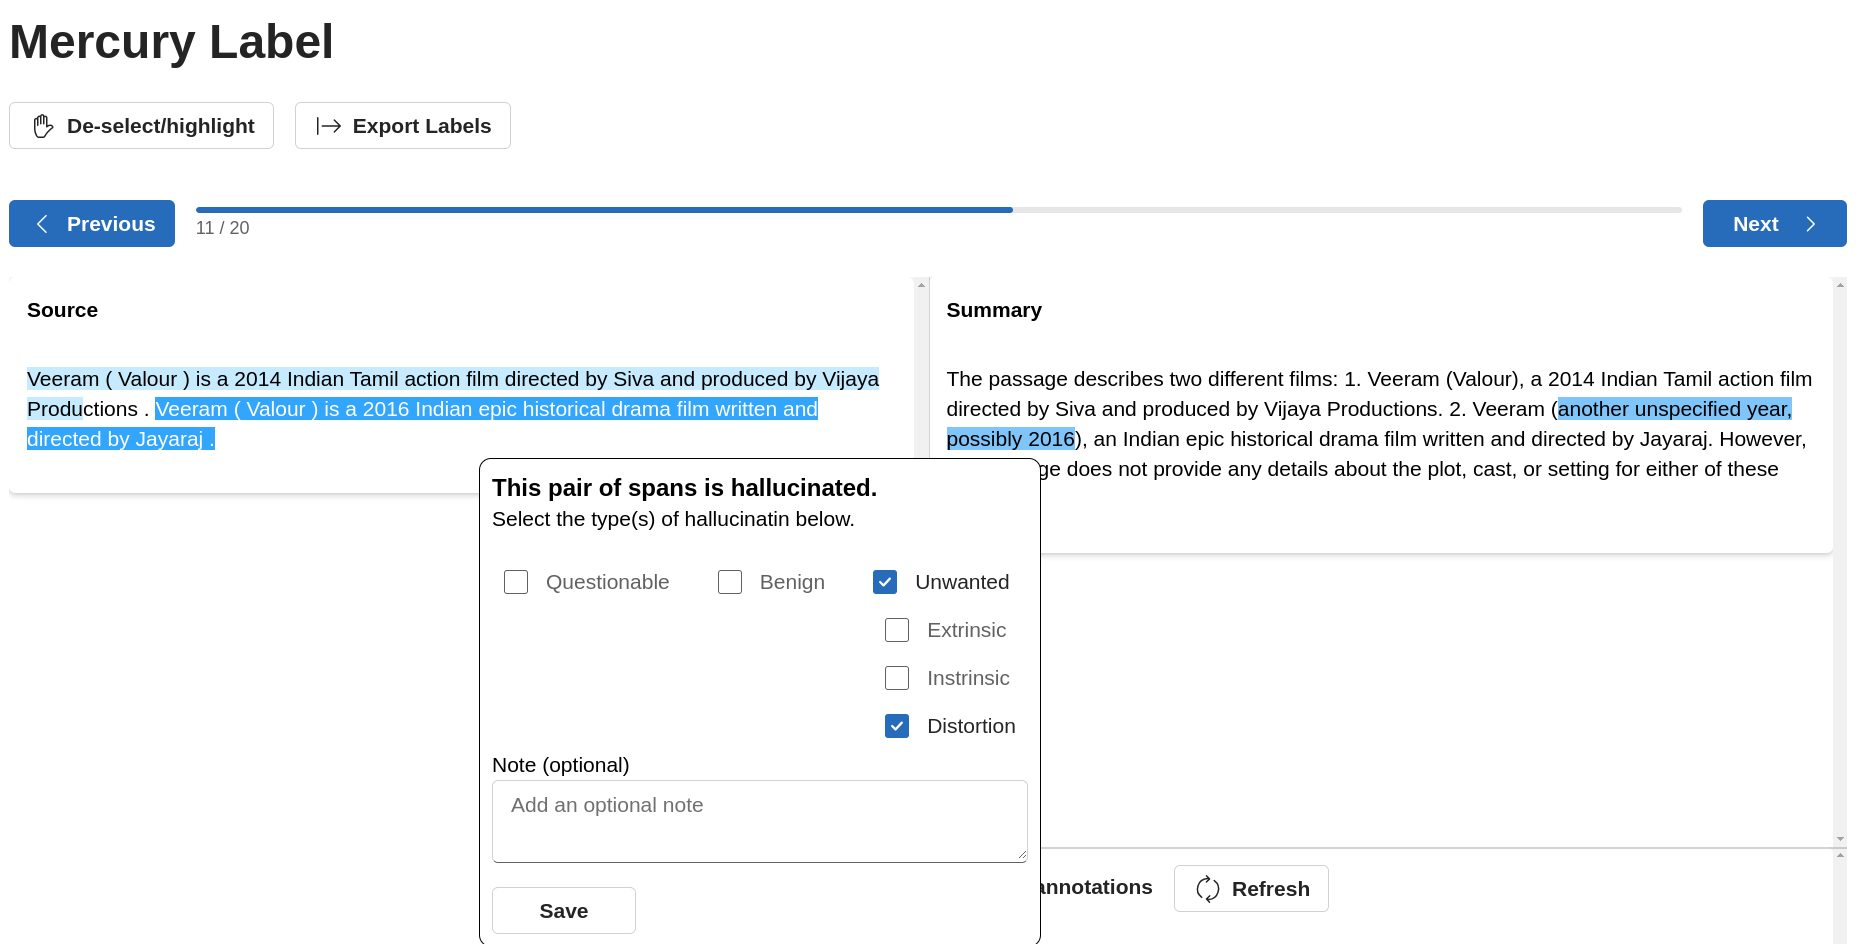 Mercury Label
De-select/highlight
Export Labels
Previous
11 / 20
Next
Source
Veeram ( Valour ) is a 2014 Indian Tamil action film directed by Siva and produced by Vijaya
Productions . Veeram ( Valour ) is a 2016 Indian epic historical drama film written and
directed by Jayaraj .
Summary
The passage describes two different films: 1. Veeram (Valour), a 2014 Indian Tamil action film
directed by Siva and produced by Vijaya Productions. 2. Veeram (another unspecified year,
possibly 2016), an Indian epic historical drama film written and directed by Jayaraj. However,
does not provide any details about the plot, cast, or setting for either of these
This pair of spans is hallucinated.
Select the type(s) of hallucinatin below.
Questionable
Benign
Unwanted
Extrinsic
Instrinsic
Distortion
Note (optional)
Add an optional note
Save
annotations
Refresh